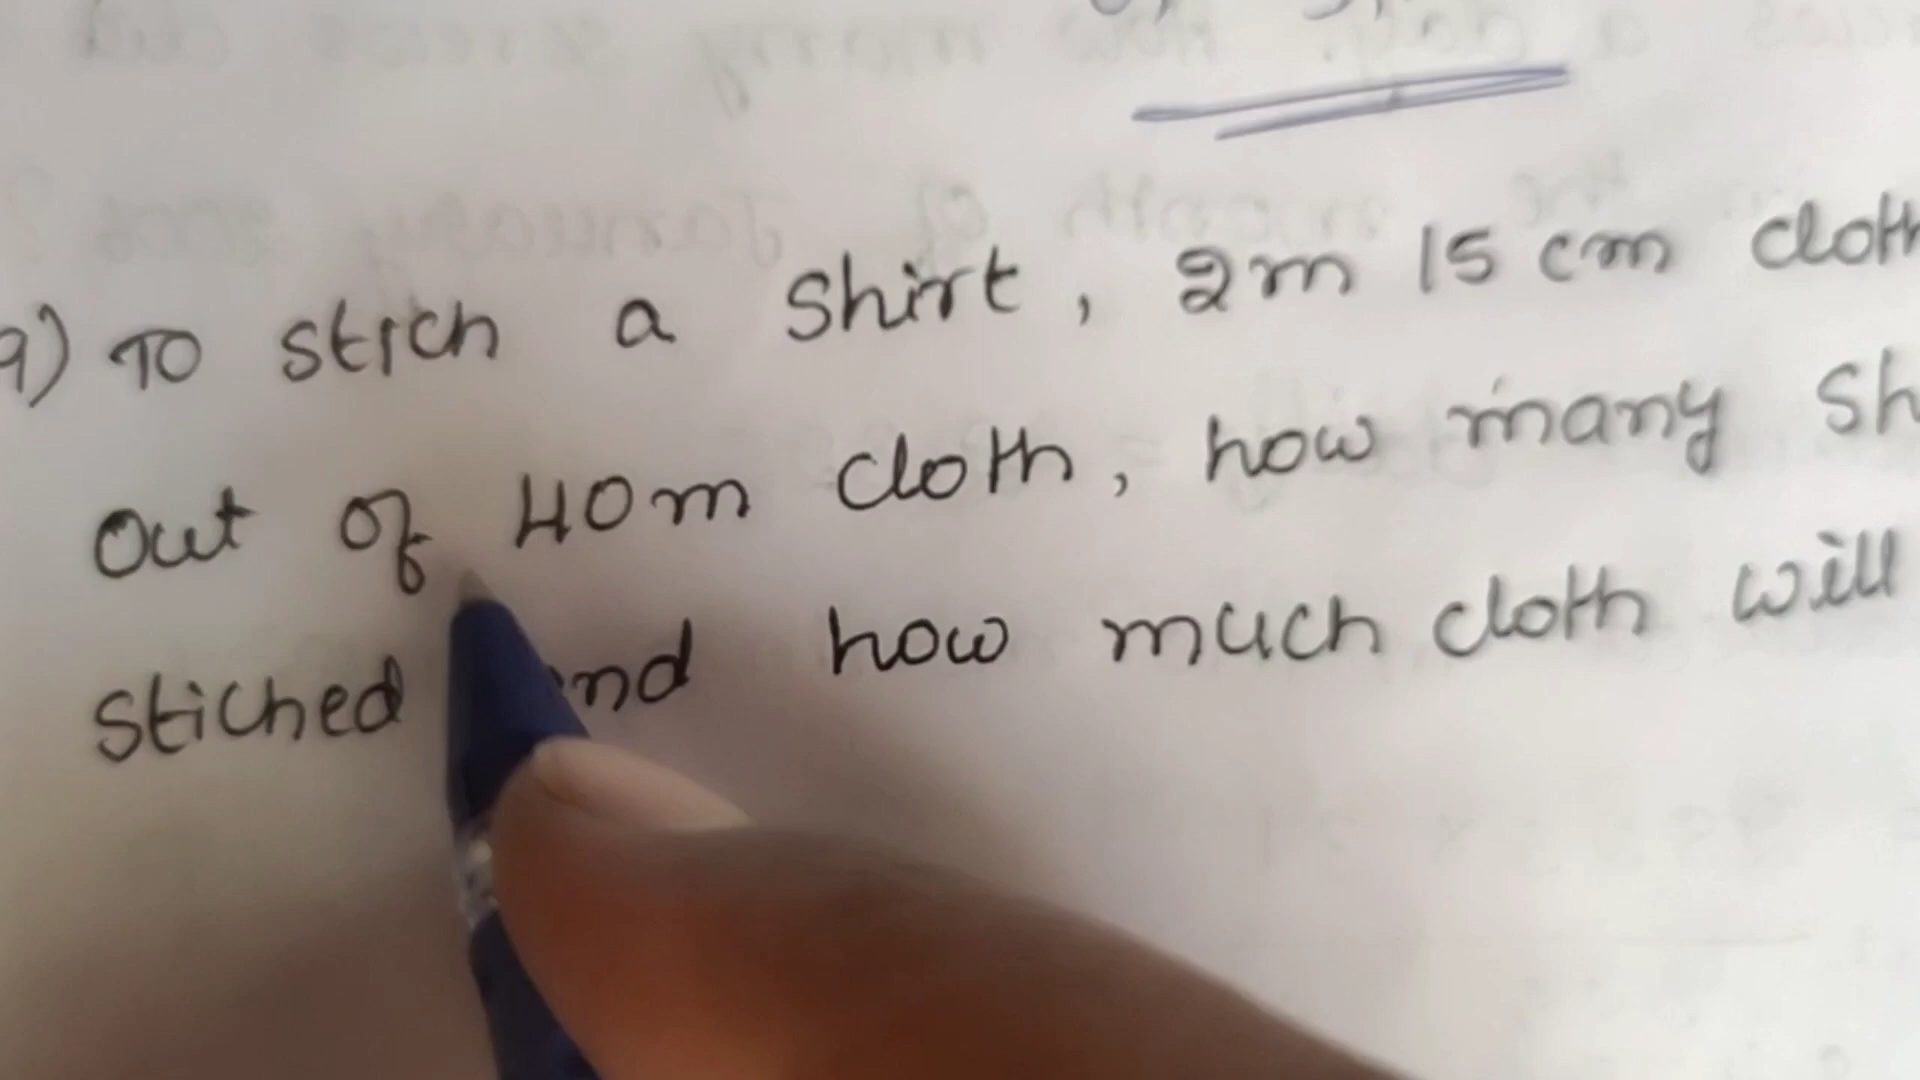 9) To stich a shirt, 2m 15 cm cloth
out of 40m cloth, how many sh
stiched and how much cloth will